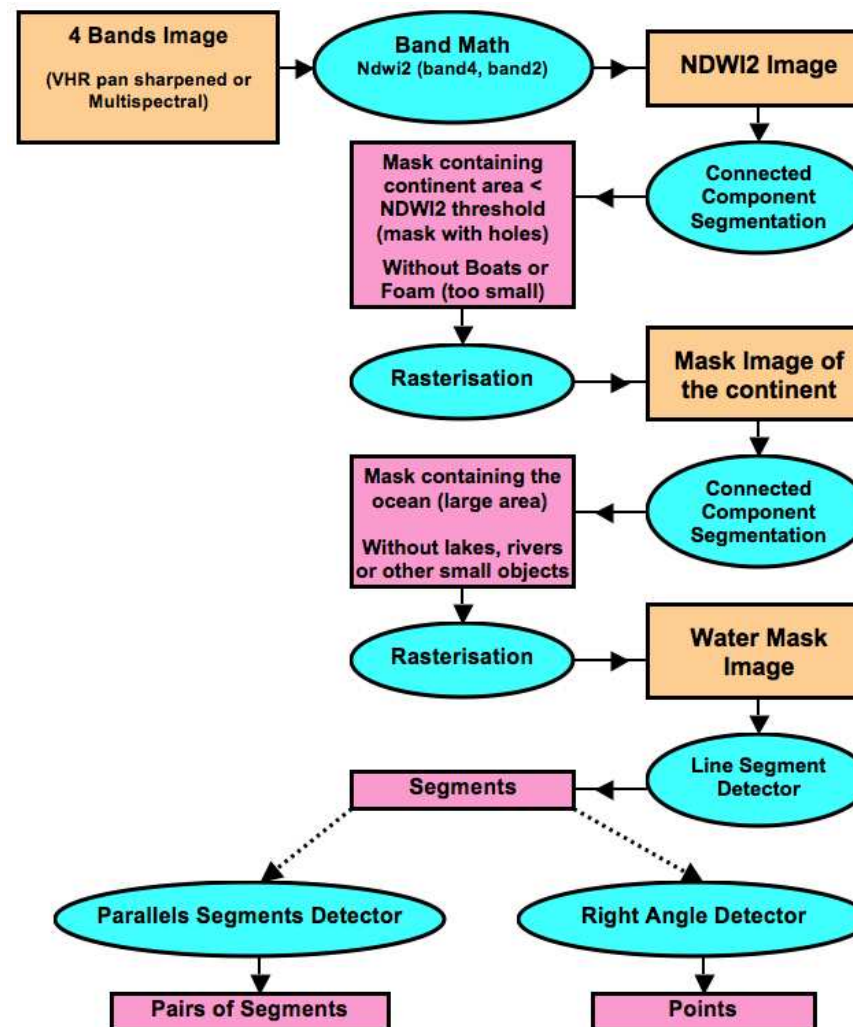 4 Bands Image
(VHR pan sharpened or
Multispectral)
Band Math
Ndwi2 (band4, band2)
NDWI2 Image
Mask containing
continent area <
NDWI2 threshold
(mask with holes)
Without Boats or
Foam (too small)
Connected
Component
Segmentation
Rasterisation
Mask Image of
the continent
Mask containing the
ocean (large area)
Without lakes, rivers
or other small objects
Connected
Component
Segmentation
Rasterisation
Water Mask
Image
Line Segment
Detector
Segments
Parallels Segments Detector
Right Angle Detector
Pairs of Segments
Points